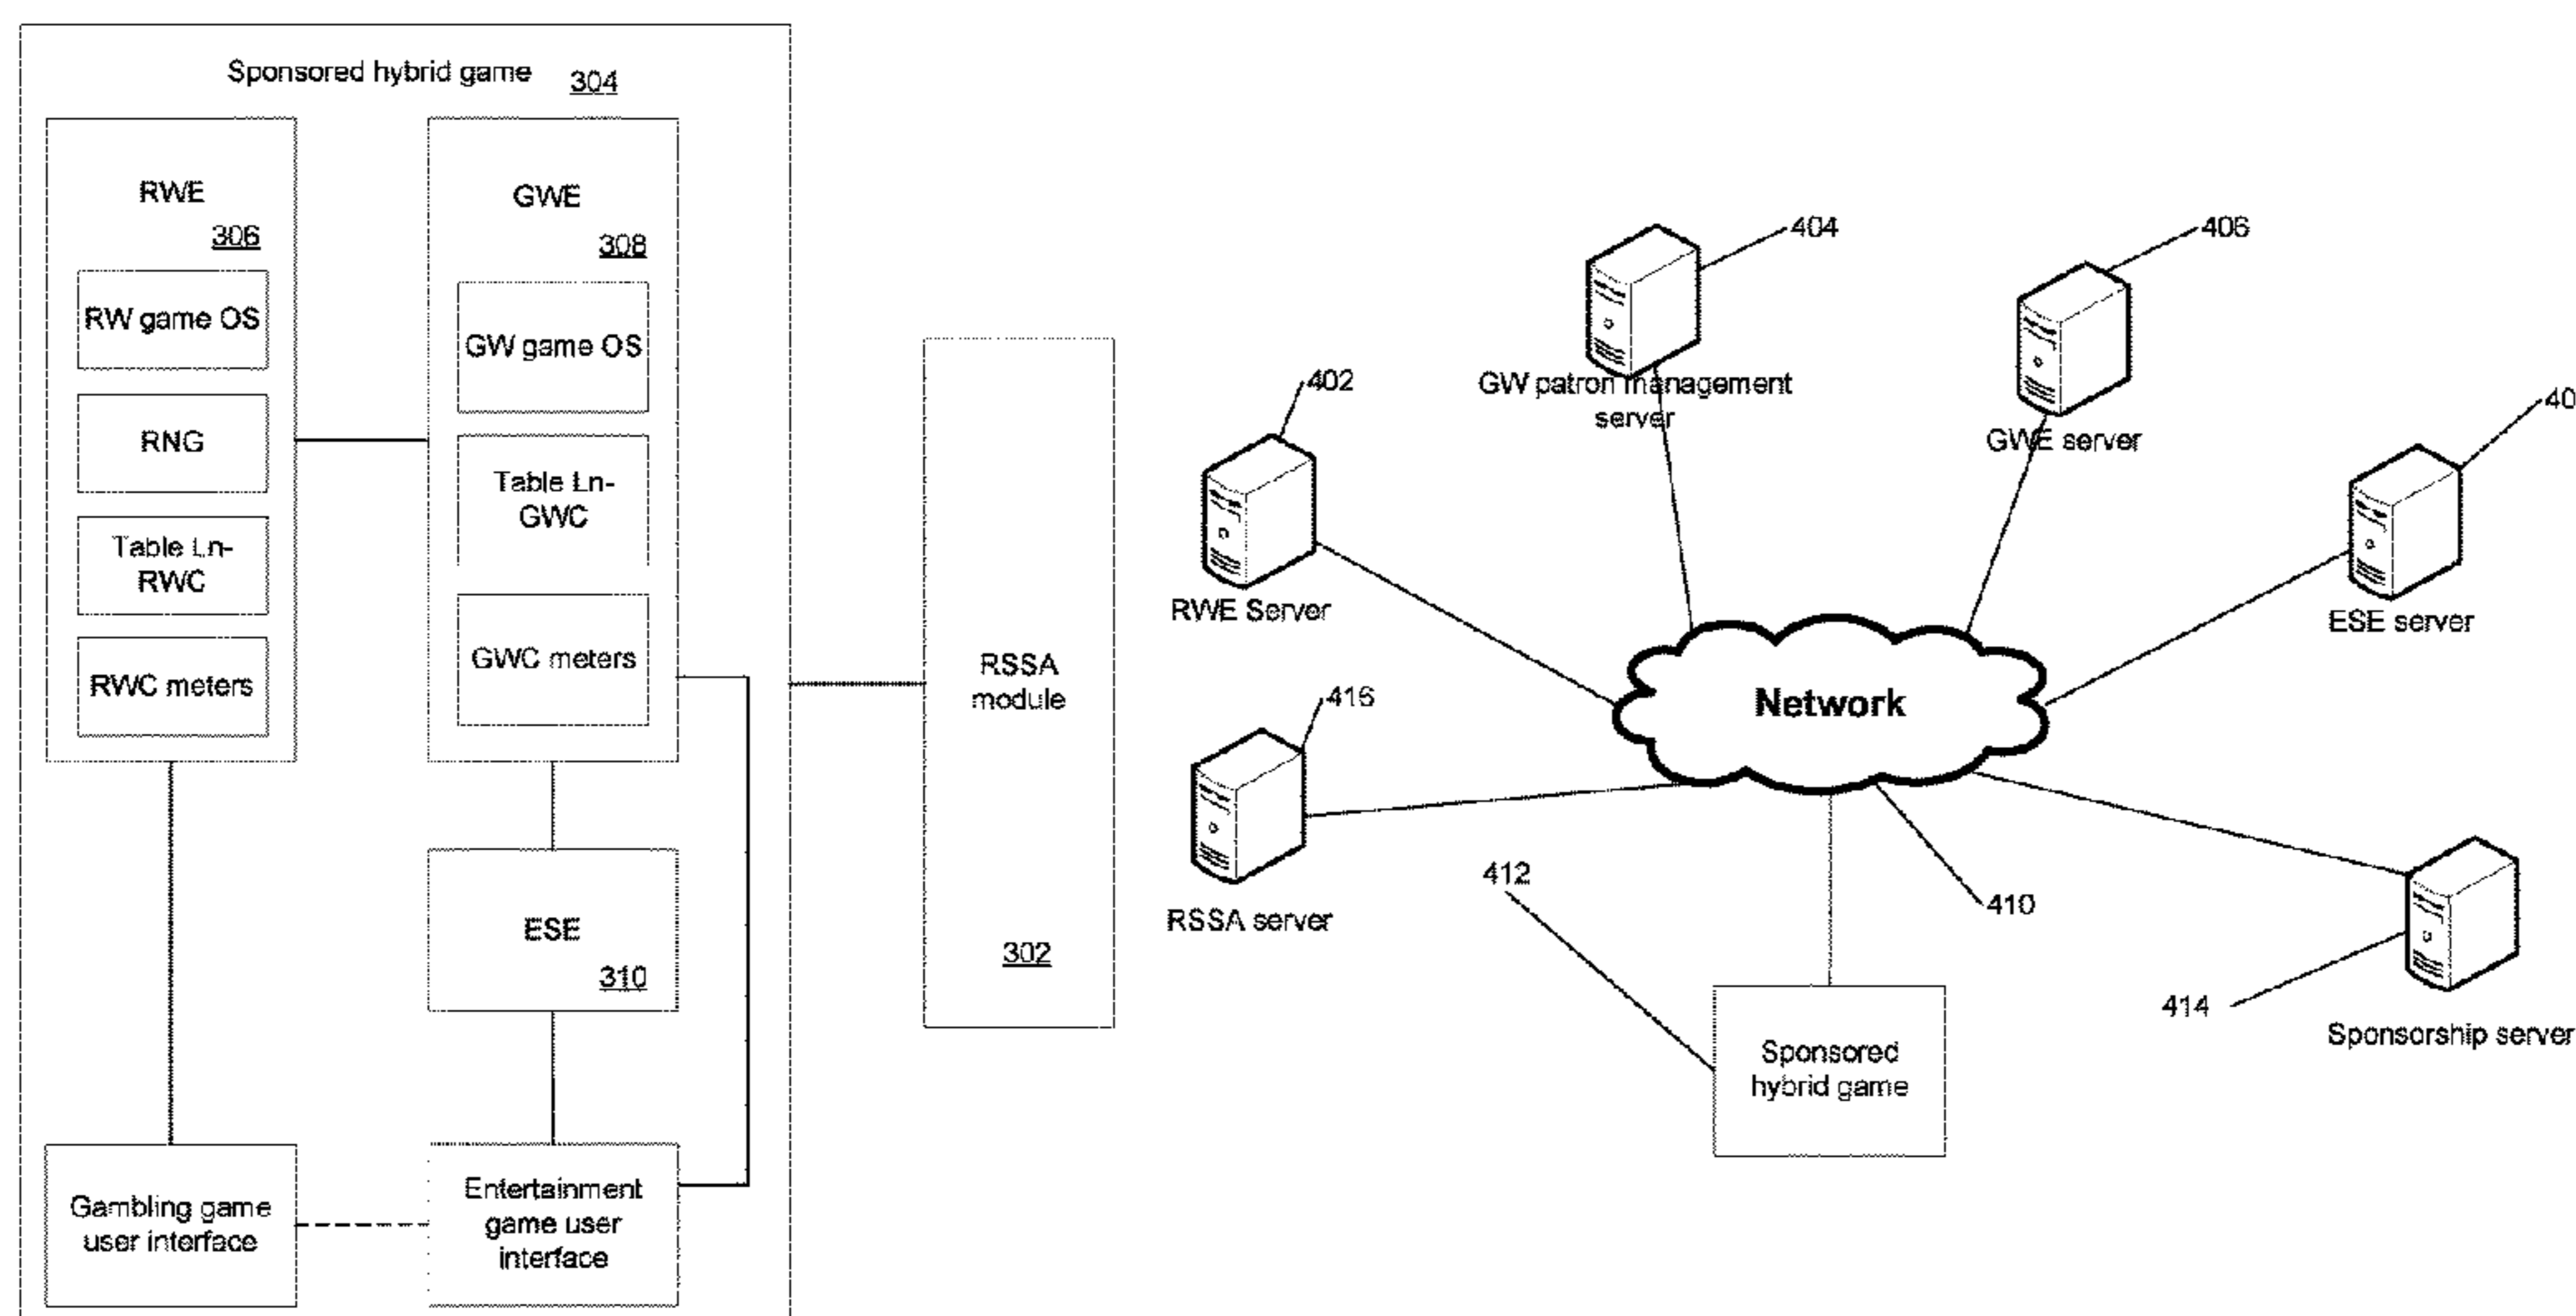 Sponsored hybrid game 304
RWE
306
RW game OS
RNG
Table Ln-
RWC
RWC meters
GWE
308
GW game OS
Table Ln-
GWC
GWC meters
ESE
310
Gambling game
user interface
Entertainment
game user
interface
RSSA
module
302
404
GW patron management
server
406
GWE server
402
RWE Server
40
ESE server
Network
416
RSSA server
412
410
Sponsored
hybrid game
414
Sponsorship server